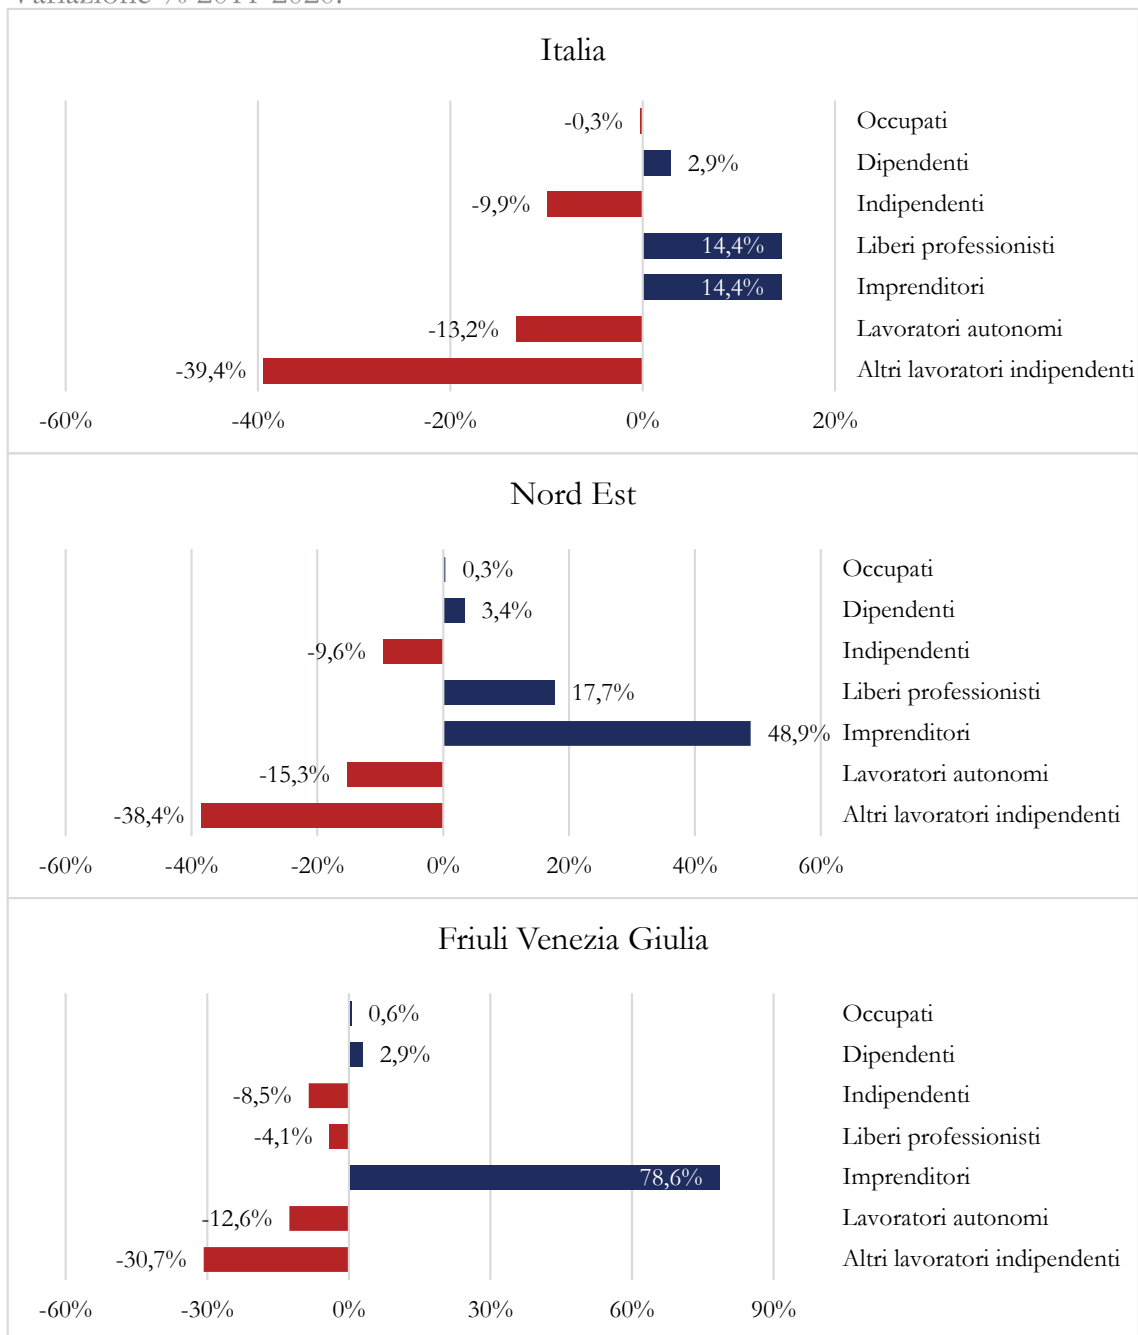 Variazione % 2011-2020.
Italia
-0,3% Occupati
2,9% Dipendenti
-9,9% Indipendenti
14,4% Liberi professionisti
14,4% Imprenditori
-13,2% Lavoratori autonomi
-39,4% Altri lavoratori indipendenti
-60% -40% -20% 0% 20%
Nord Est
0,3% Occupati
3,4% Dipendenti
-9,6% Indipendenti
17,7% Liberi professionisti
48,9% Imprenditori
-15,3% Lavoratori autonomi
-38,4% Altri lavoratori indipendenti
-60% -40% -20% 0% 20% 40% 60%
Friuli Venezia Giulia
0,6% Occupati
2,9% Dipendenti
-8,5% Indipendenti
-4,1% Liberi professionisti
78,6% Imprenditori
-12,6% Lavoratori autonomi
-30,7% Altri lavoratori indipendenti
-60% -30% 0% 30% 60% 90%